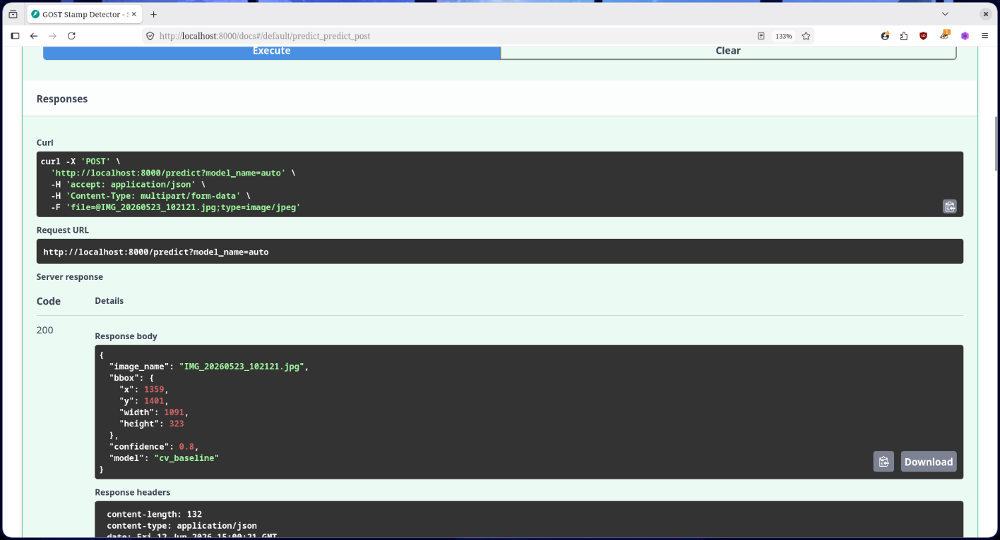 GOST Stamp Detector - S
http://localhost:8000/docs#/default/predict_predict_post
133%
1
Execute
Clear
Responses
Curl
curl -X 'POST' \
'http://localhost:8000/predict?model_name=auto' \
-H 'accept: application/json' \
-H 'Content-Type: multipart/form-data' \
-F 'file=@IMG_20260523_102121.jpg;type=image/jpeg'
Request URL
http://localhost:8000/predict?model_name=auto
Server response
Code
Details
200
Response body
{
"image_name": "IMG_20260523_102121.jpg",
"bbox": {
"x": 1359,
"y": 1401,
"width": 1091,
"height": 323
},
"confidence": 0.8,
"model": "cv_baseline"
}
Download
Response headers
content-length: 132
content-type: application/json
date: Fri,12 Jun 2026 15:00:21 GMT